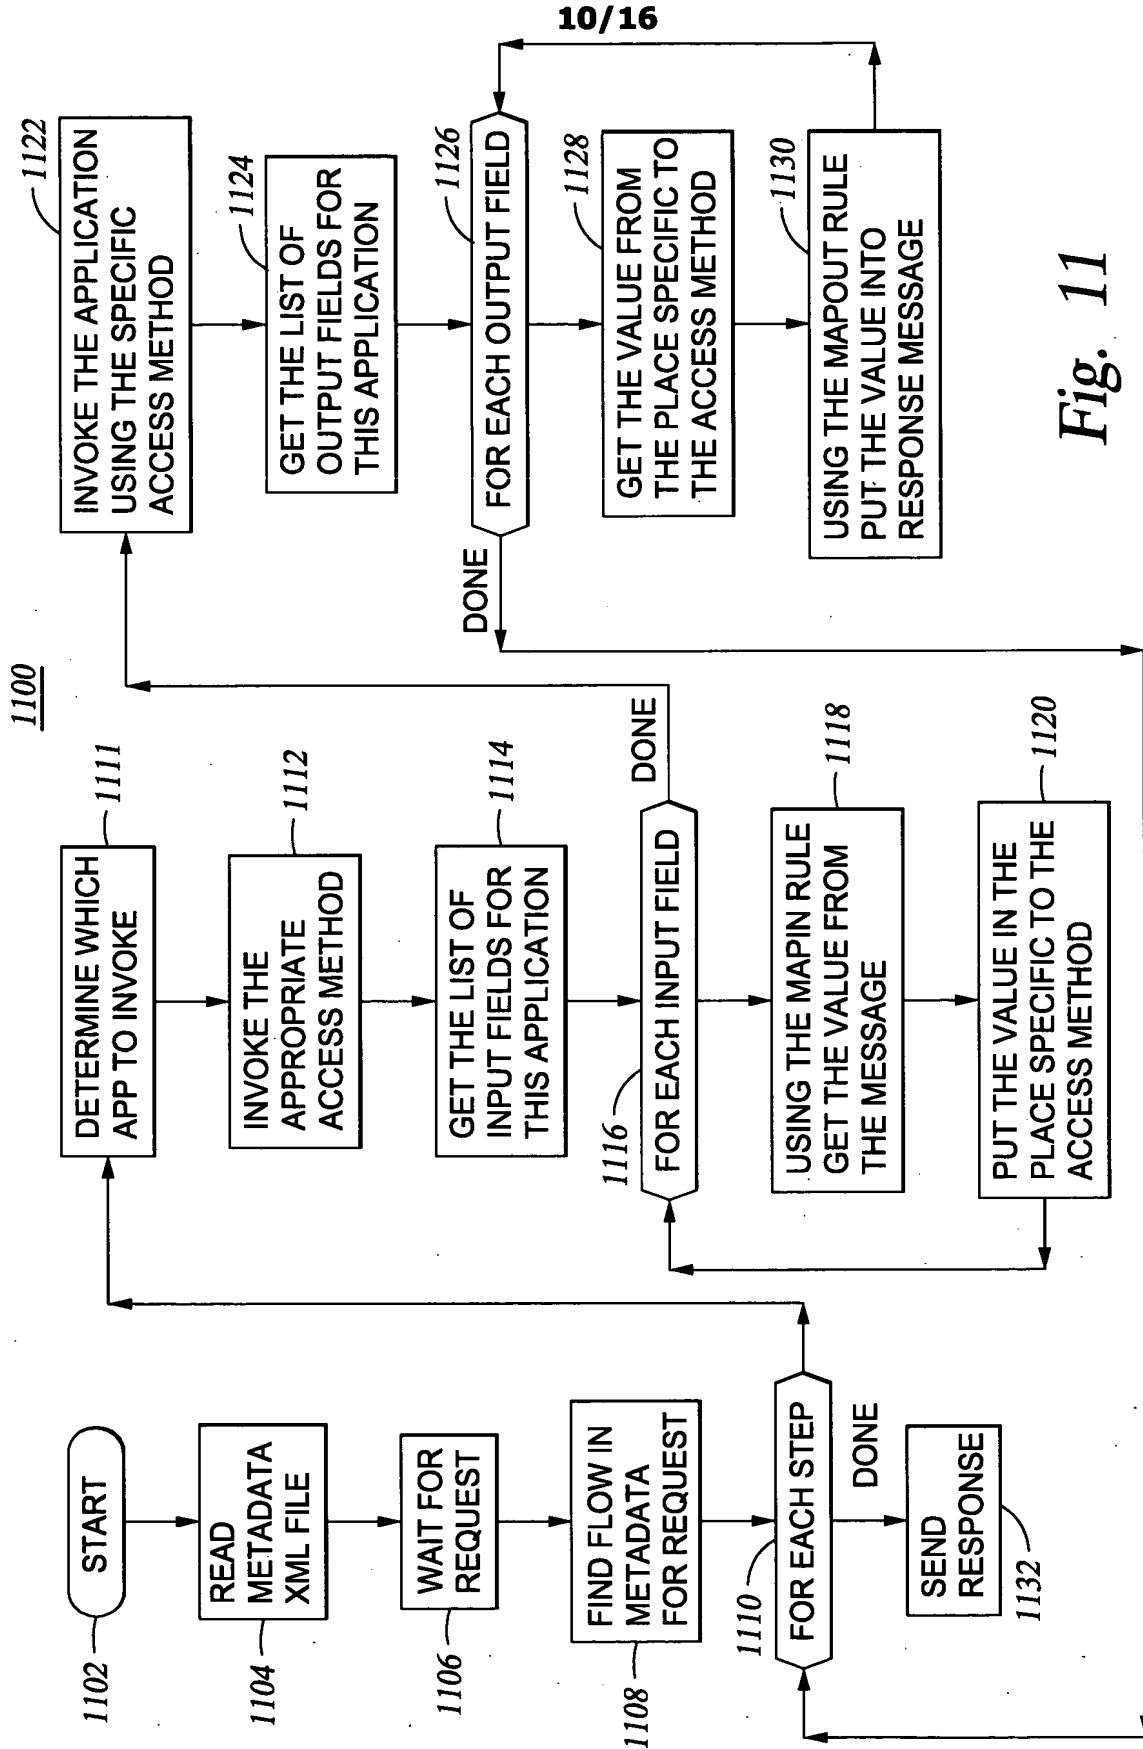 10/16
1100
1102
START
1104
READ
METADATA
XML FILE
1106
WAIT FOR
REQUEST
1108
FIND FLOW IN
METADATA
FOR REQUEST
1110
FOR EACH STEP
DONE
SEND
RESPONSE
1132
DETERMINE WHICH
APP TO INVOKE
1111
INVOKE THE
APPROPRIATE
ACCESS METHOD
1112
GET THE LIST OF
INPUT FIELDS FOR
THIS APPLICATION
1114
1116
FOR EACH INPUT FIELD
DONE
USING THE MAPIN RULE
GET THE VALUE FROM
THE MESSAGE
1118
PUT THE VALUE IN THE
PLACE SPECIFIC TO THE
ACCESS METHOD
1120
INVOKE THE APPLICATION
USING THE SPECIFIC
ACCESS METHOD
1122
GET THE LIST OF
OUTPUT FIELDS FOR
THIS APPLICATION
1124
FOR EACH OUTPUT FIELD
1126
DONE
GET THE VALUE FROM
THE PLACE SPECIFIC TO
THE ACCESS METHOD
1128
USING THE MAPOUT RULE
PUT THE VALUE INTO
RESPONSE MESSAGE
1130
Fig. 11